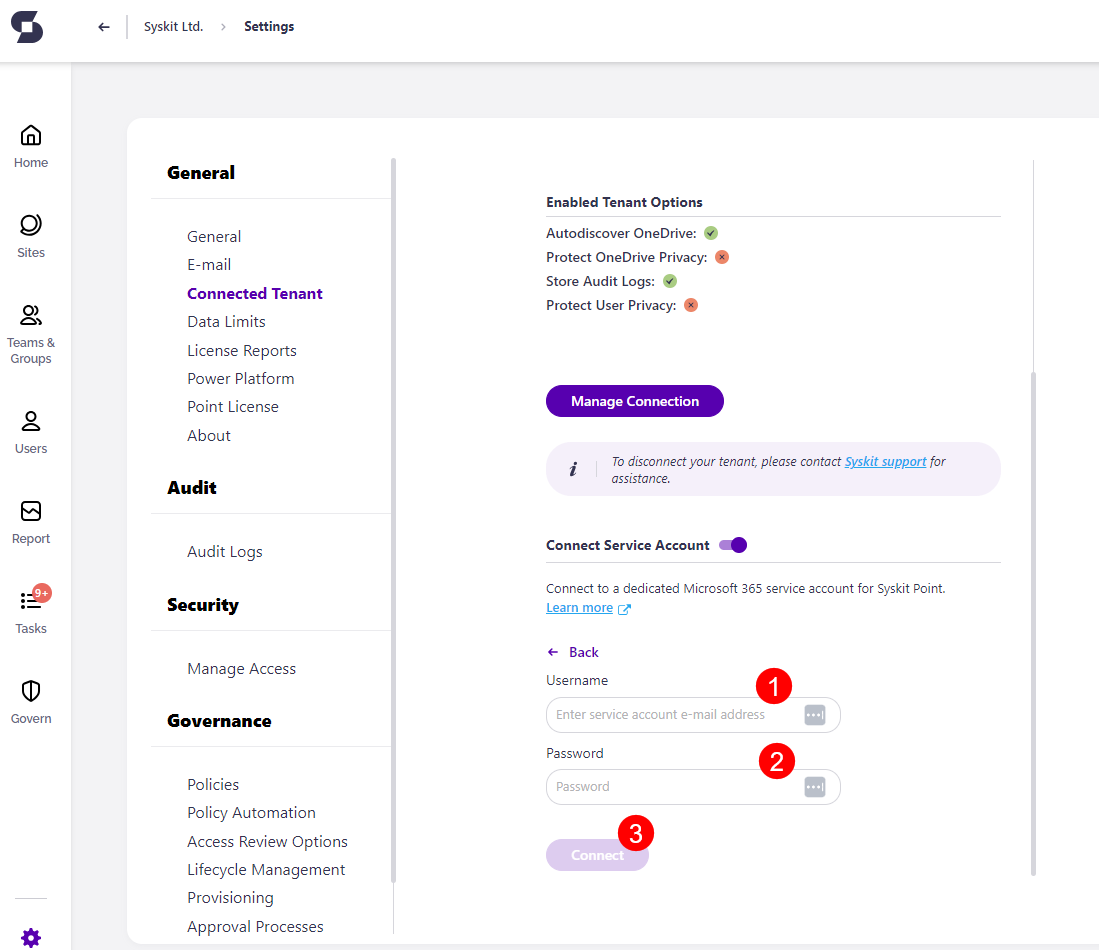 Syskit Ltd. > Settings
Home
Sites
Teams &
Groups
Users
Report
9+
Tasks
Govern
General
General
E-mail
Connected Tenant
Data Limits
License Reports
Power Platform
Point License
About
Audit
Audit Logs
Security
Manage Access
Governance
Policies
Policy Automation
Access Review Options
Lifecycle Management
Provisioning
Approval Processes
Enabled Tenant Options
Autodiscover OneDrive:
Protect OneDrive Privacy:
Store Audit Logs:
Protect User Privacy:
Manage Connection
i
To disconnect your tenant, please contact Syskit support for
assistance.
Connect Service Account
Connect to a dedicated Microsoft 365 service account for Syskit Point.
Learn more
Back
Username
1
Enter service account e-mail address
Password
2
Password
3
Connect